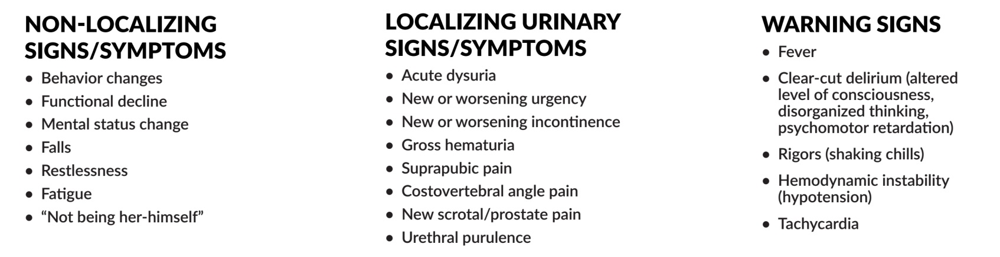 NON-LOCALIZING
SIGNS/SYMPTOMS
• Behavior changes
• Functional decline
• Mental status change
• Falls
• Restlessness
• Fatigue
• “Not being her-himself”
LOCALIZING URINARY
SIGNS/SYMPTOMS
• Acute dysuria
• New or worsening urgency
• New or worsening incontinence
• Gross hematuria
• Suprapubic pain
• Costovertebral angle pain
• New scrotal/prostate pain
• Urethral purulence
WARNING SIGNS
• Fever
• Clear-cut delirium (altered
level of consciousness,
disorganized thinking,
psychomotor retardation)
• Rigors (shaking chills)
• Hemodynamic instability
(hypotension)
• Tachycardia